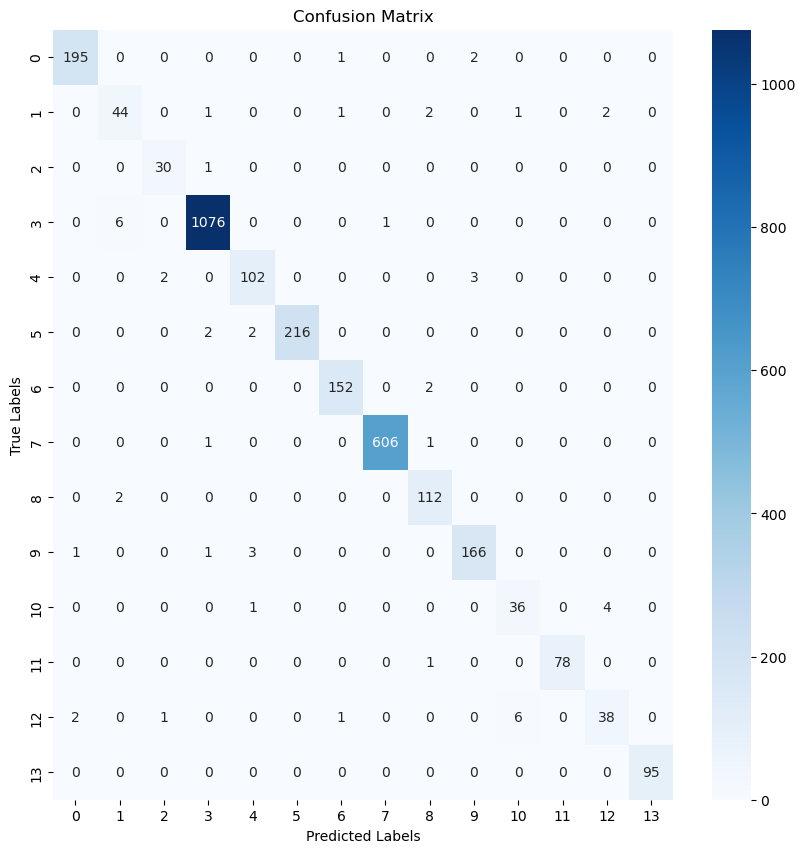 Confusion Matrix
0 195 0 0 0 0 0 1 0 0 2 0 0 0 0
1 0 44 0 1 0 0 1 0 2 0 1 0 2 0
2 0 0 30 1 0 0 0 0 0 0 0 0 0 0
3 0 6 0 1076 0 0 0 1 0 0 0 0 0 0
4 0 0 2 0 102 0 0 0 0 3 0 0 0 0
5 0 0 0 2 2 216 0 0 0 0 0 0 0 0
6 0 0 0 0 0 0 152 0 2 0 0 0 0 0
7 0 0 0 1 0 0 0 606 1 0 0 0 0 0
8 0 2 0 0 0 0 0 0 112 0 0 0 0 0
9 1 0 0 1 3 0 0 0 0 166 0 0 0 0
10 0 0 0 0 1 0 0 0 0 0 36 0 4 0
11 0 0 0 0 0 0 0 0 1 0 0 78 0 0
12 2 0 1 0 0 0 1 0 0 0 6 0 38 0
13 0 0 0 0 0 0 0 0 0 0 0 0 0 95
0 1 2 3 4 5 6 7 8 9 10 11 12 13
Predicted Labels
True Labels
1000
800
600
400
200
0